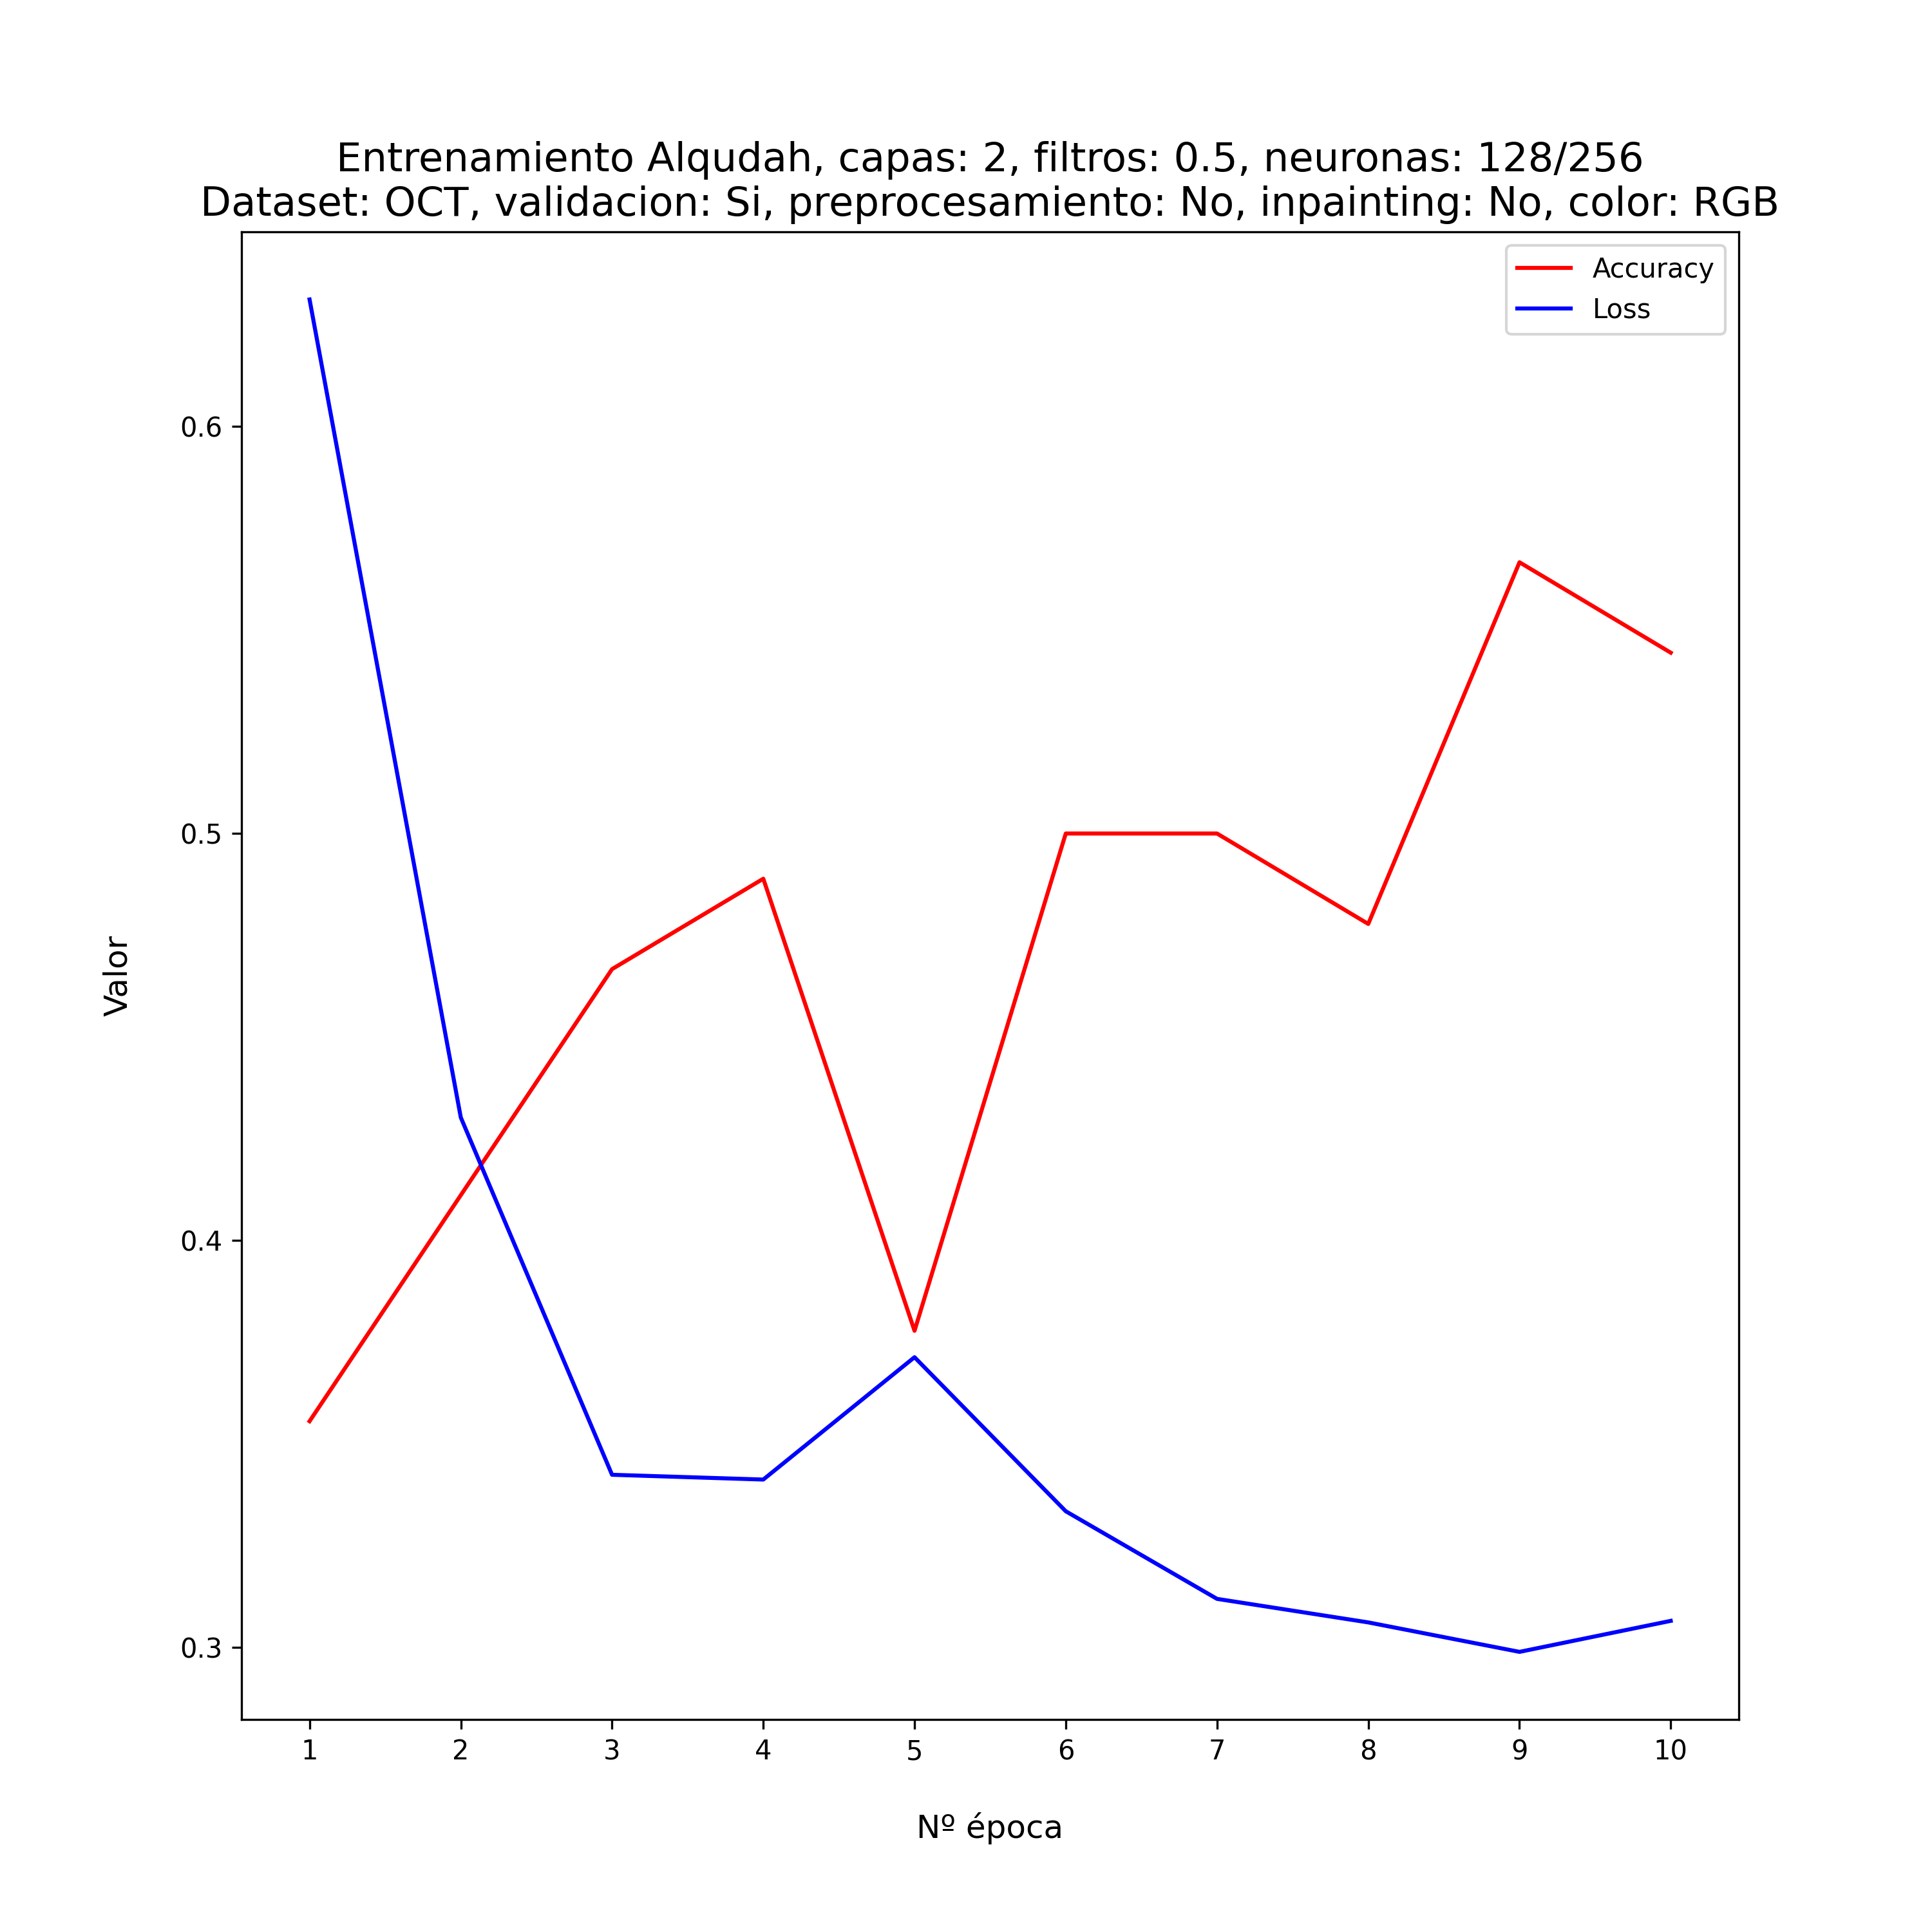 Entrenamiento Alqudah, capas: 2, filtros: 0.5, neuronas: 128/256
Dataset: OCT, validacion: Si, preprocesamiento: No, inpainting: No, color: RGB
Accuracy
Loss
0.6
0.5
0.4
0.3
Valor
1 2 3 4 5 6 7 8 9 10
Nº época